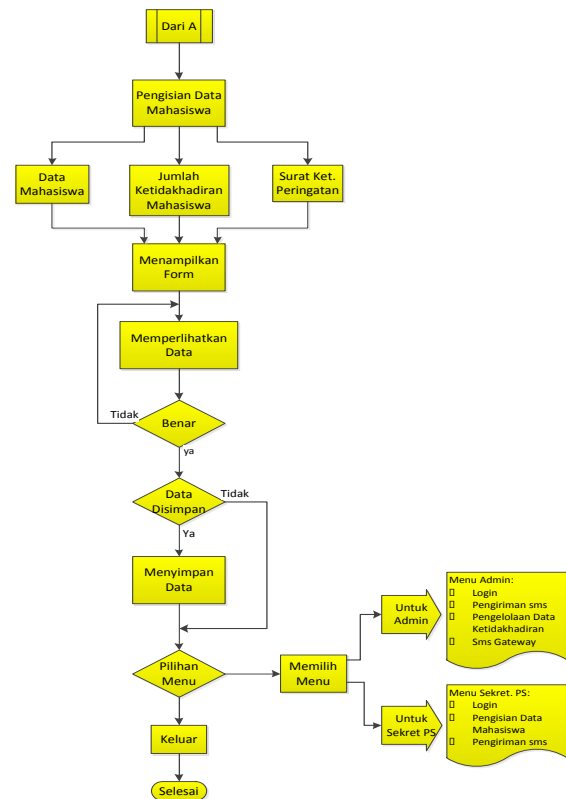 Dari A
Pengisian Data
Mahasiswa
Data
Mahasiswa
Jumlah
Ketidakhadiran
Mahasiswa
Surat Ket.
Peringatan
Menampilkan
Form
Memperlihatkan
Data
Tidak
Benar
ya
Data
Disimpan
Tidak
Ya
Menyimpan
Data
Pilihan
Menu
Memilih
Menu
Untuk
Admin
Menu Admin:
Login
Pengiriman sms
Pengelolaan Data
Ketidakhadiran
Sms Gateway
Untuk
Sekret PS
Menu Sekret. PS:
Login
Pengisian Data
Mahasiswa
Pengiriman sms
Keluar
Selesai